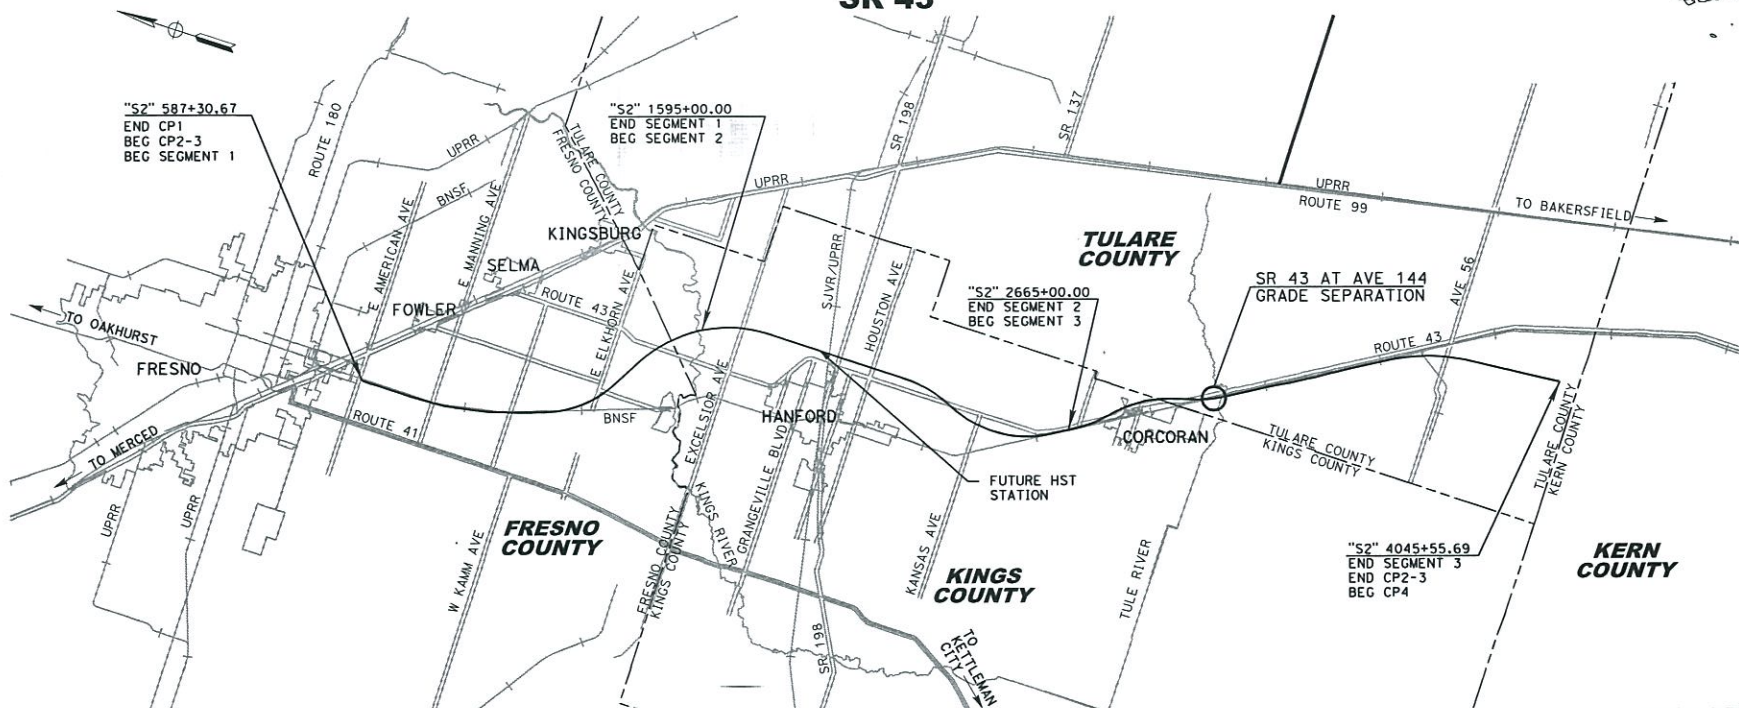 SR 43
"S2" 587+30.67
END CP1
BEG CP2-3
BEG SEGMENT 1
ROUTE 180
UPRR
BNSF
E AMERICAN AVE
E MANNING AVE
"S2" 1595+00.00
END SEGMENT 1
BEG SEGMENT 2
TULARE COUNTY
FRESNO COUNTY
KINGSBURG
SELMA
FOWLER
ROUTE 43
E ELKHORN AVE
UPRR
SJVR/UPRR
SR 198
SR 137
HOUSTON AVE
UPRR
ROUTE 99
TO BAKERSFIELD
TULARE
COUNTY
"S2" 2665+00.00
END SEGMENT 2
BEG SEGMENT 3
SR 43 AT AVE 144
GRADE SEPARATION
AVE 56
ROUTE 43
TO OAKHURST
FRESNO
TO MERCED
UPRR
UPRR
ROUTE 41
BNSF
EXCELSIOR AVE
HANFORD
GRANGEVILLE BLVD
KINGS RIVER
FRESNO COUNTY
KINGS COUNTY
W KAMM AVE
FRESNO
COUNTY
SR 198
FUTURE HST
STATION
KANSAS AVE
KINGS
COUNTY
TO
KETTLEMAN
CITY
CORCORAN
TULE RIVER
TULARE COUNTY
KINGS COUNTY
TULARE COUNTY
KERN COUNTY
"S2" 4045+55.69
END SEGMENT 3
END CP2-3
BEG CP4
KERN
COUNTY